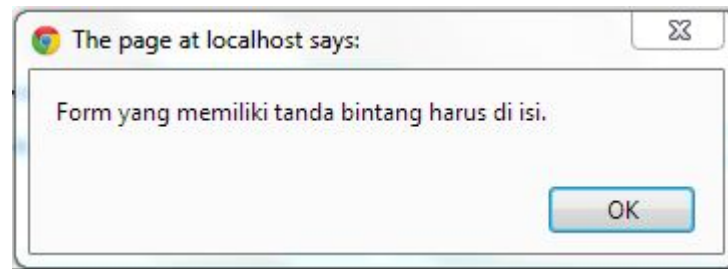 The page at localhost says:
Form yang memiliki tanda bintang harus di isi.
OK